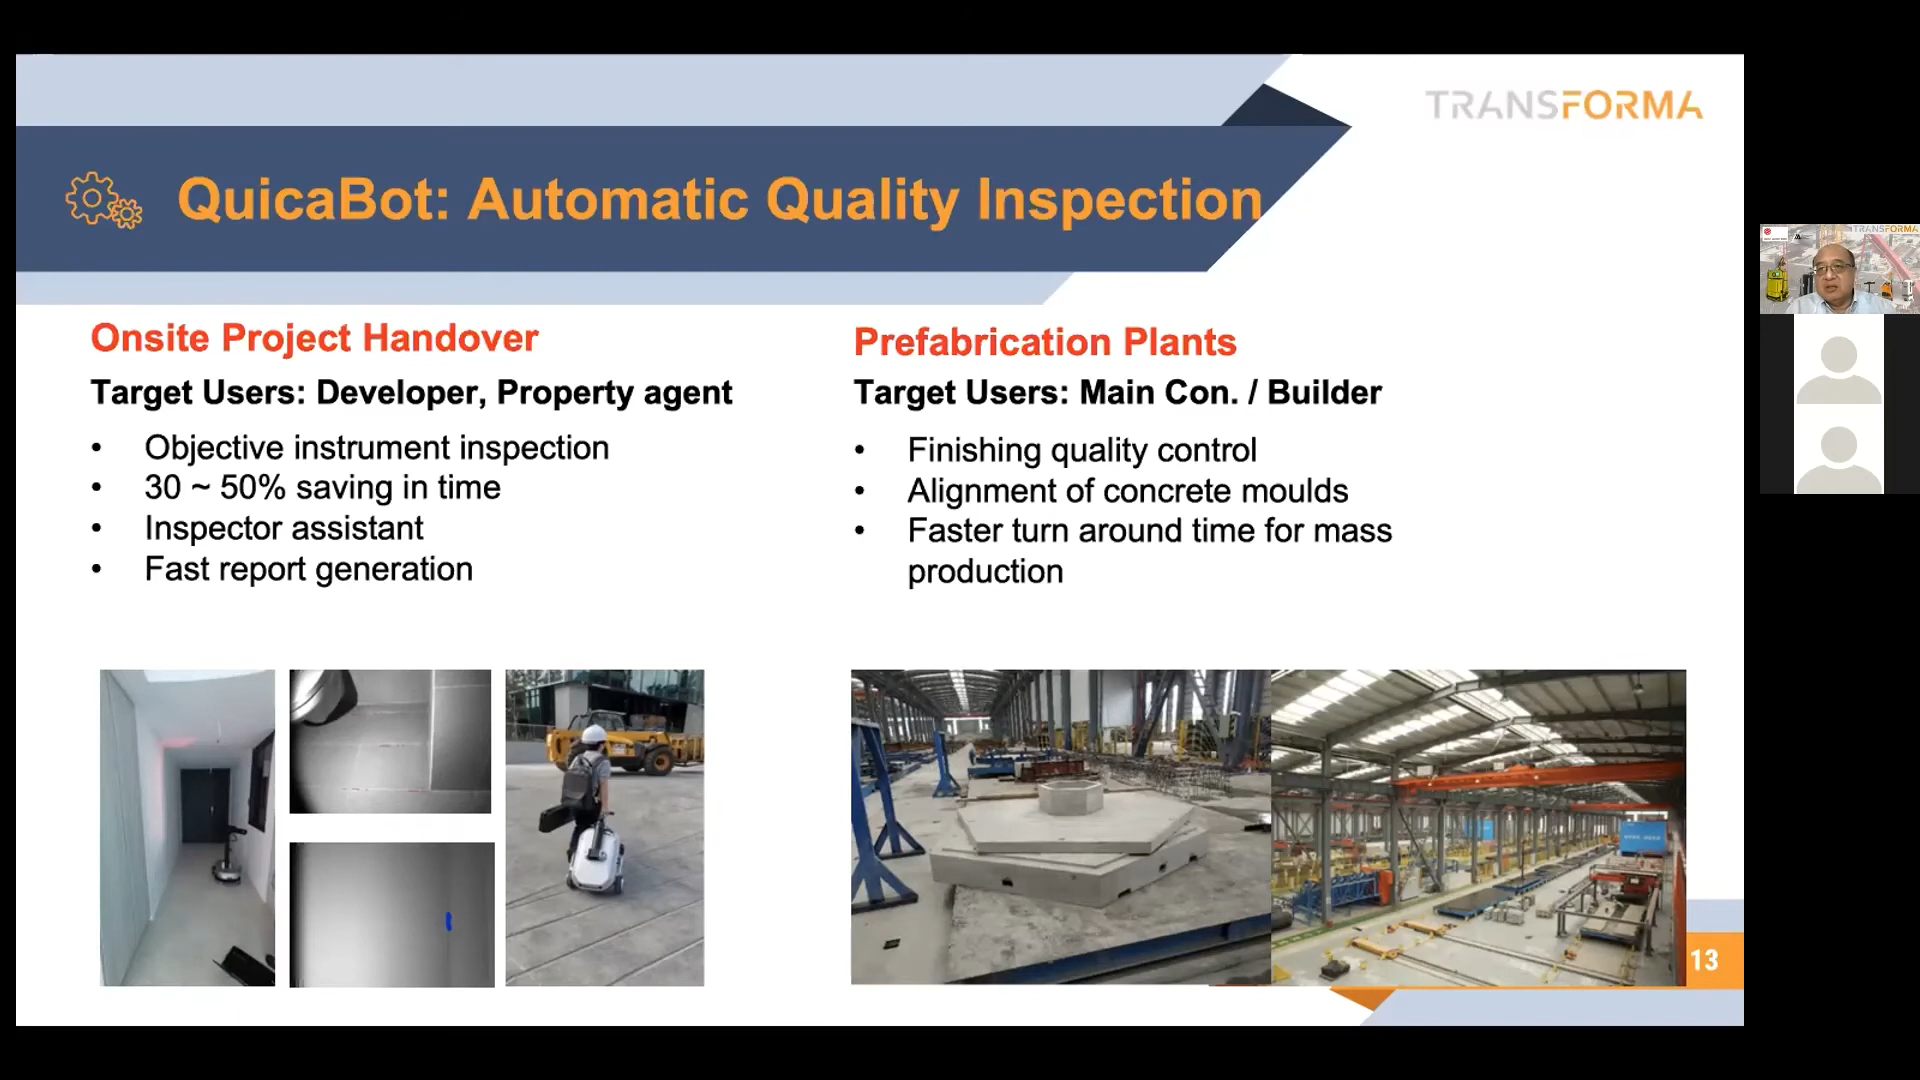 TRANSFORMA
QuicaBot: Automatic Quality Inspection
Onsite Project Handover
Target Users: Developer, Property agent
• Objective instrument inspection
• 30 ~ 50% saving in time
• Inspector assistant
• Fast report generation
Prefabrication Plants
Target Users: Main Con. / Builder
• Finishing quality control
• Alignment of concrete moulds
• Faster turn around time for mass
production
13
TRANSFORMA